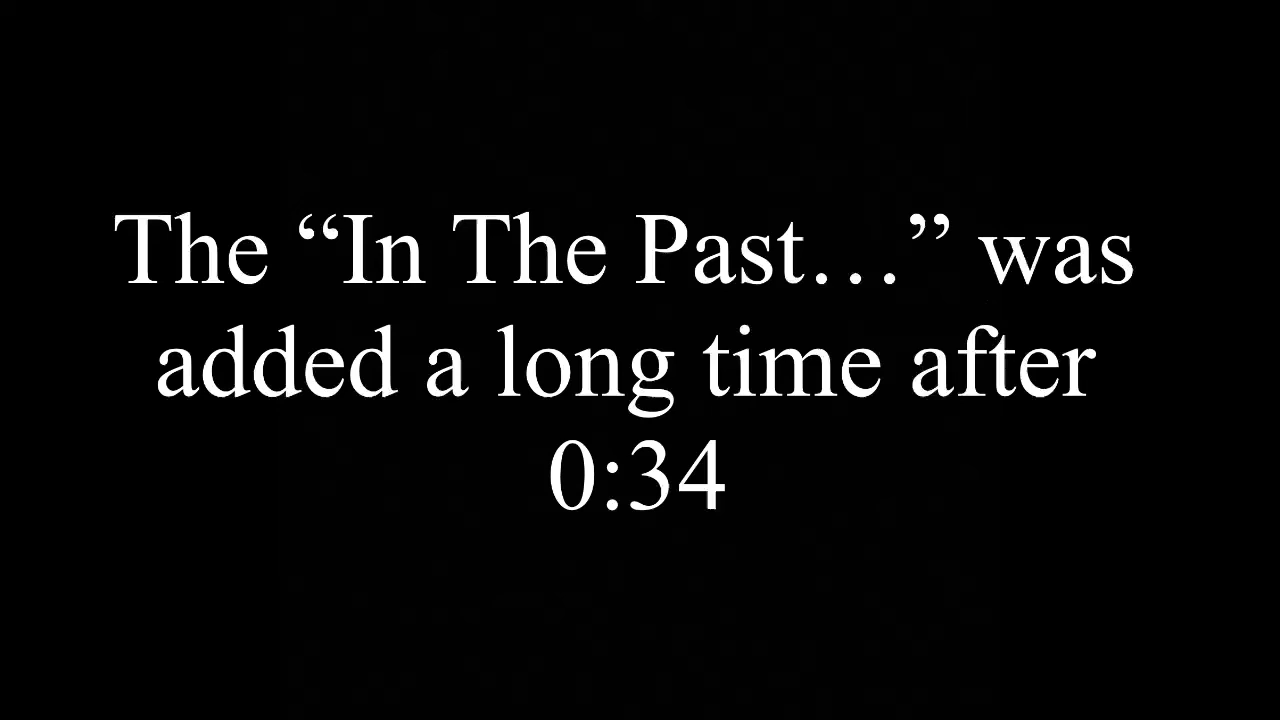 The “In The Past…” was
added a long time after
0:34